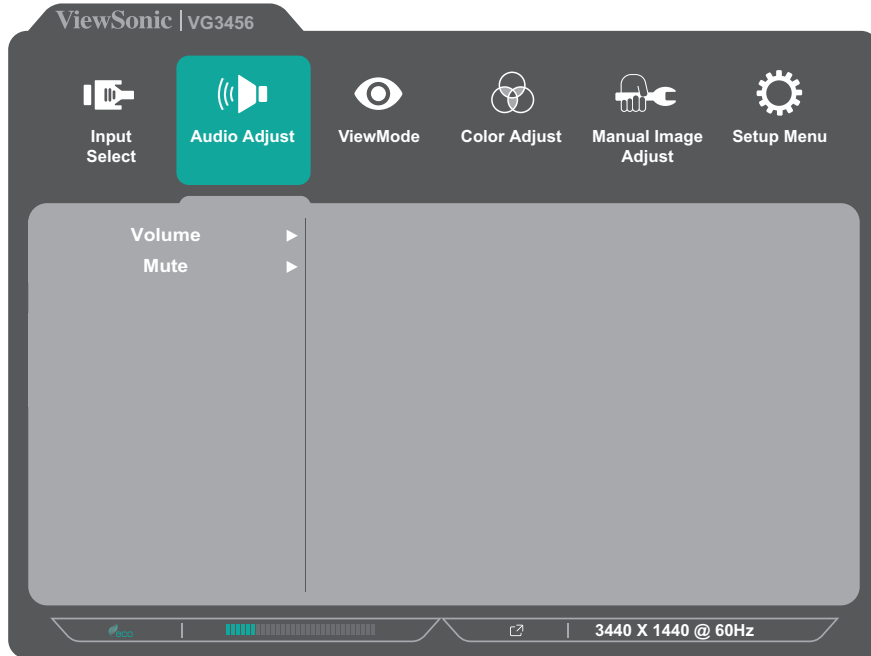 ViewSonic | VG3456
Input Select
Audio Adjust
ViewMode
Color Adjust
Manual Image Adjust
Setup Menu
Volume
Mute
eco
3440 X 1440 @ 60Hz